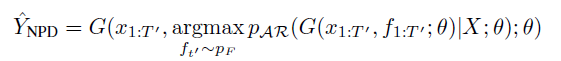 Ŷ_NPD = G(x_{1:T′}, argmax_{f_{t′}∼p_F} p_{𝒜ℛ}(G(x_{1:T′}, f_{1:T′}; θ)|X; θ); θ)